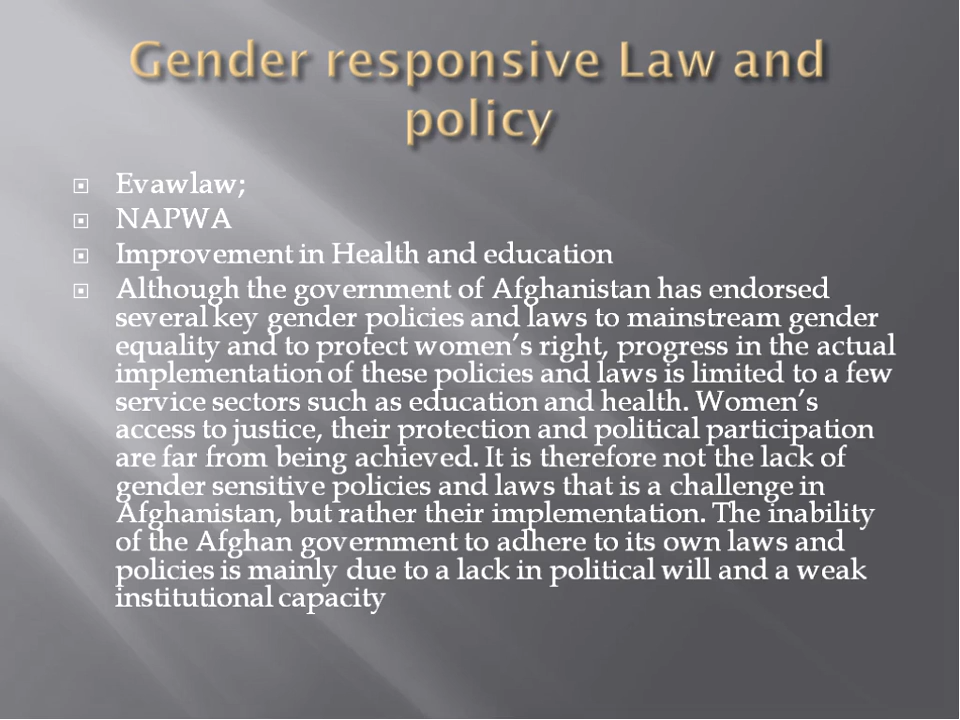 Gender responsive Law and
policy
Evawlaw;
NAPWA
Improvement in Health and education
Although the government of Afghanistan has endorsed
several key gender policies and laws to mainstream gender
equality and to protect women’s right, progress in the actual
implementation of these policies and laws is limited to a few
service sectors such as education and health. Women’s
access to justice, their protection and political participation
are far from being achieved. It is therefore not the lack of
gender sensitive policies and laws that is a challenge in
Afghanistan, but rather their implementation. The inability
of the Afghan government to adhere to its own laws and
policies is mainly due to a lack in political will and a weak
institutional capacity